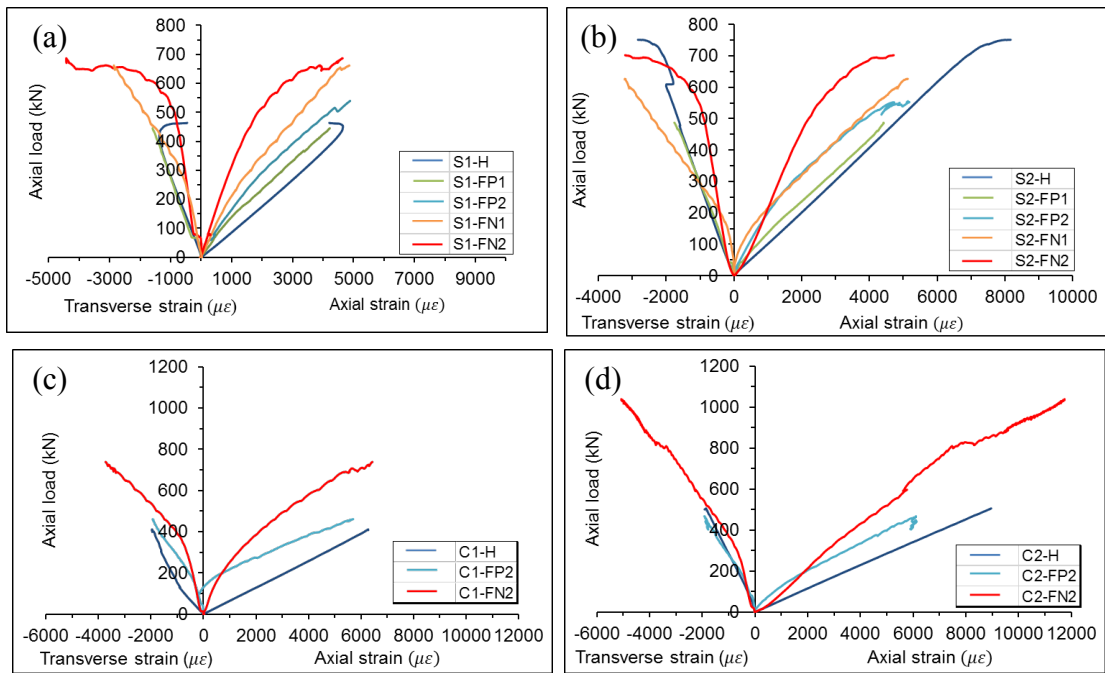 (a)
800
700
600
500
400
300
200
100
0
Axial load (kN)
S1-H
S1-FP1
S1-FP2
S1-FN1
S1-FN2
-5000 -3000 -1000 1000 3000 5000 7000 9000
Transverse strain (με) Axial strain (με)
(b)
800
700
600
500
400
300
200
100
0
Axial load (kN)
S2-H
S2-FP1
S2-FP2
S2-FN1
S2-FN2
-4000 -2000 0 2000 4000 6000 8000 10000
Transverse strain (με) Axial strain (με)
(c)
1200
1000
800
600
400
200
0
Axial load (kN)
C1-H
C1-FP2
C1-FN2
-6000 -4000 -2000 0 2000 4000 6000 8000 10000 12000
Transverse strain (με) Axial strain (με)
(d)
1200
1000
800
600
400
200
0
Axial load (kN)
C2-H
C2-FP2
C2-FN2
-6000 -4000 -2000 0 2000 4000 6000 8000 10000 12000
Transverse strain (με) Axial strain (με)